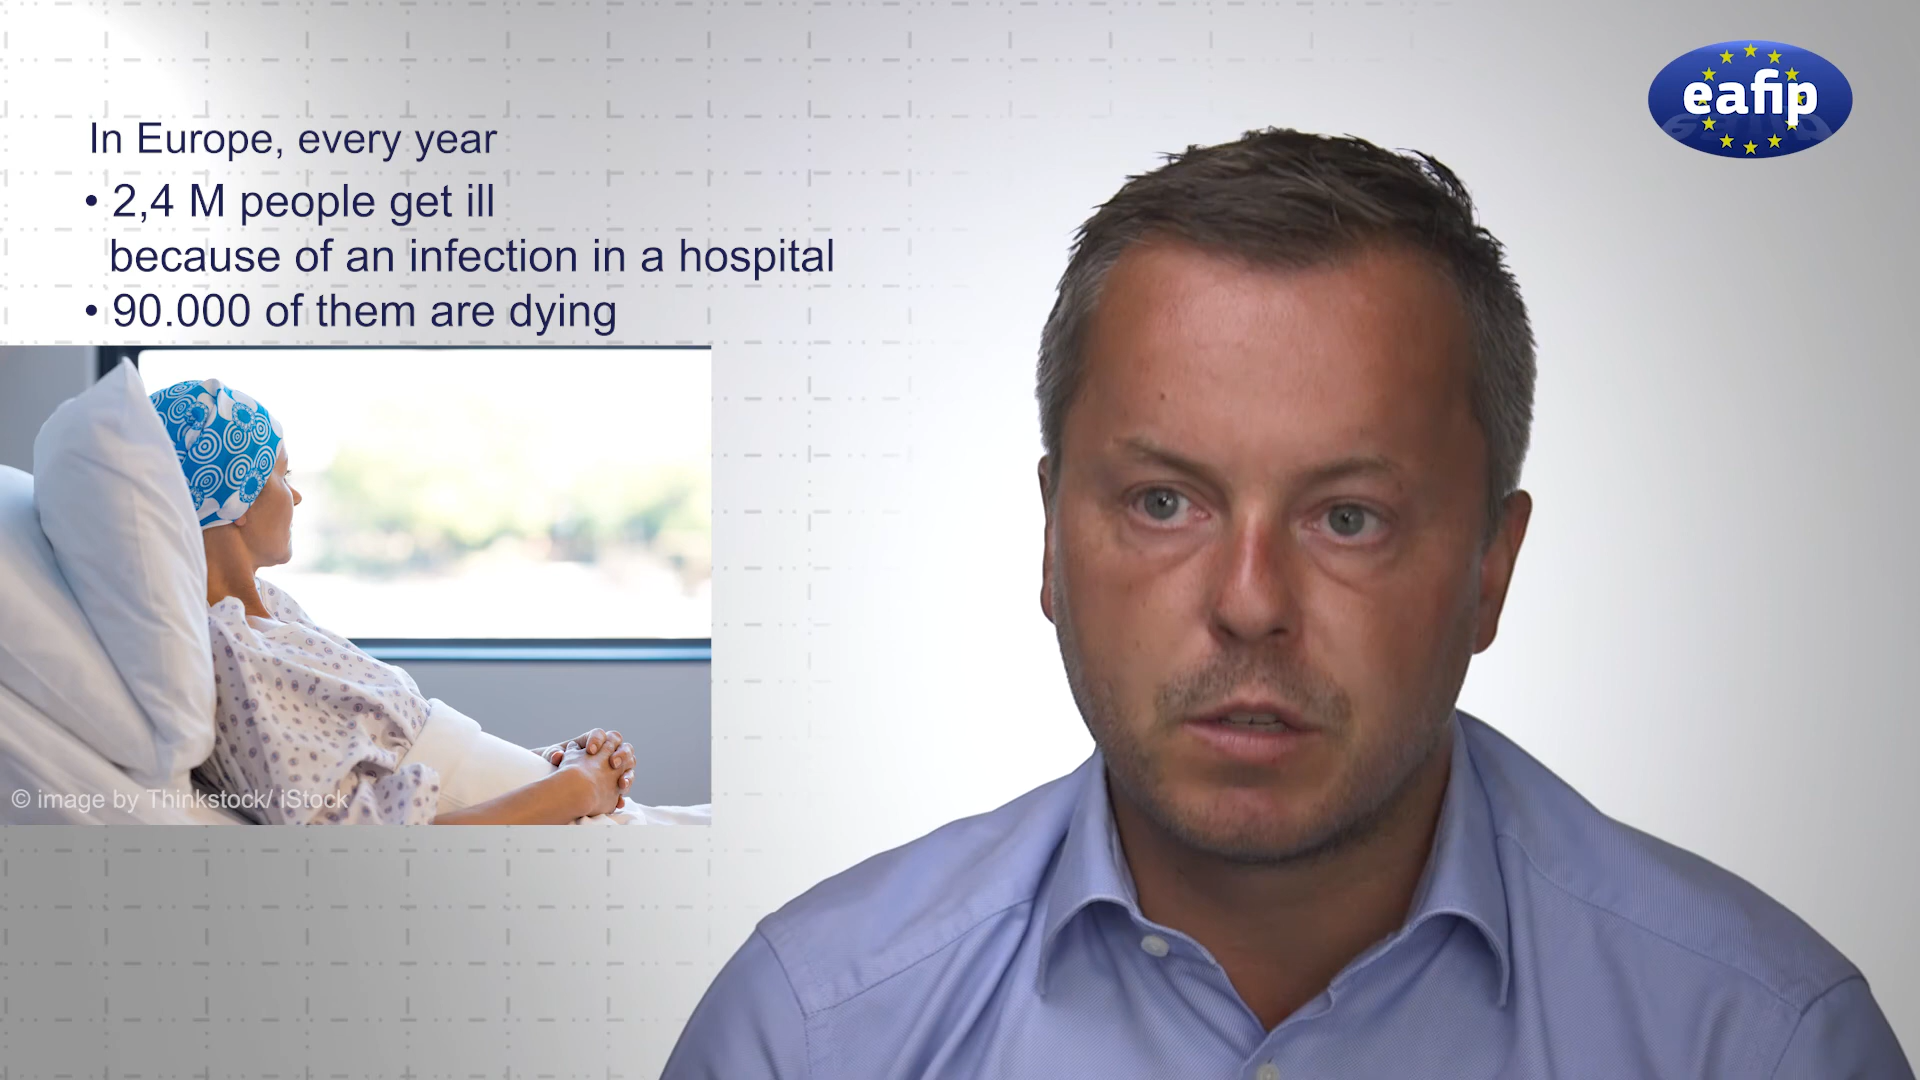 eafip
In Europe, every year
• 2,4 M people get ill
because of an infection in a hospital
• 90.000 of them are dying
© image by Thinkstock/ iStock